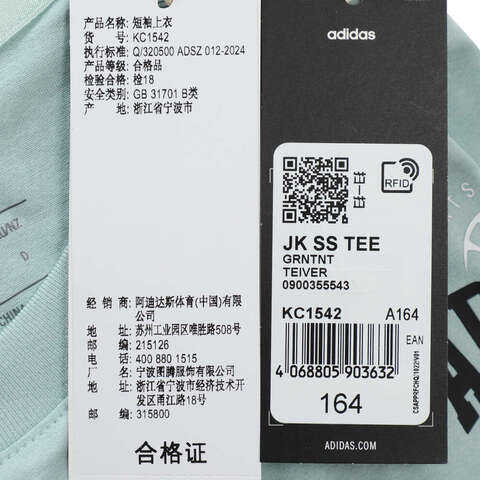 产品名称: 短袖上衣
货 号: KC1542
执行标准: Q/320500 ADSZ 012-2024
产品等级: 合格品
检验合格: 检18
安全类别: GB 31701 B类
产 地: 浙江省宁波市
经 销 商: 阿迪达斯体育(中国)有限公司
地 址: 苏州工业园区唯胜路508号
邮 编: 215126
电 话: 400 880 1515
厂 商: 宁波图腾服饰有限公司
地 址: 浙江省宁波市经济技术开发区庐山路18号
邮 编: 315800
合格证
adidas
扫一扫
RFID
JK SS TEE
GRNTNT
TEIVER
0900355543
KC1542 A164
EAN
4 068805 903632
164
ADIDAS.COM
D